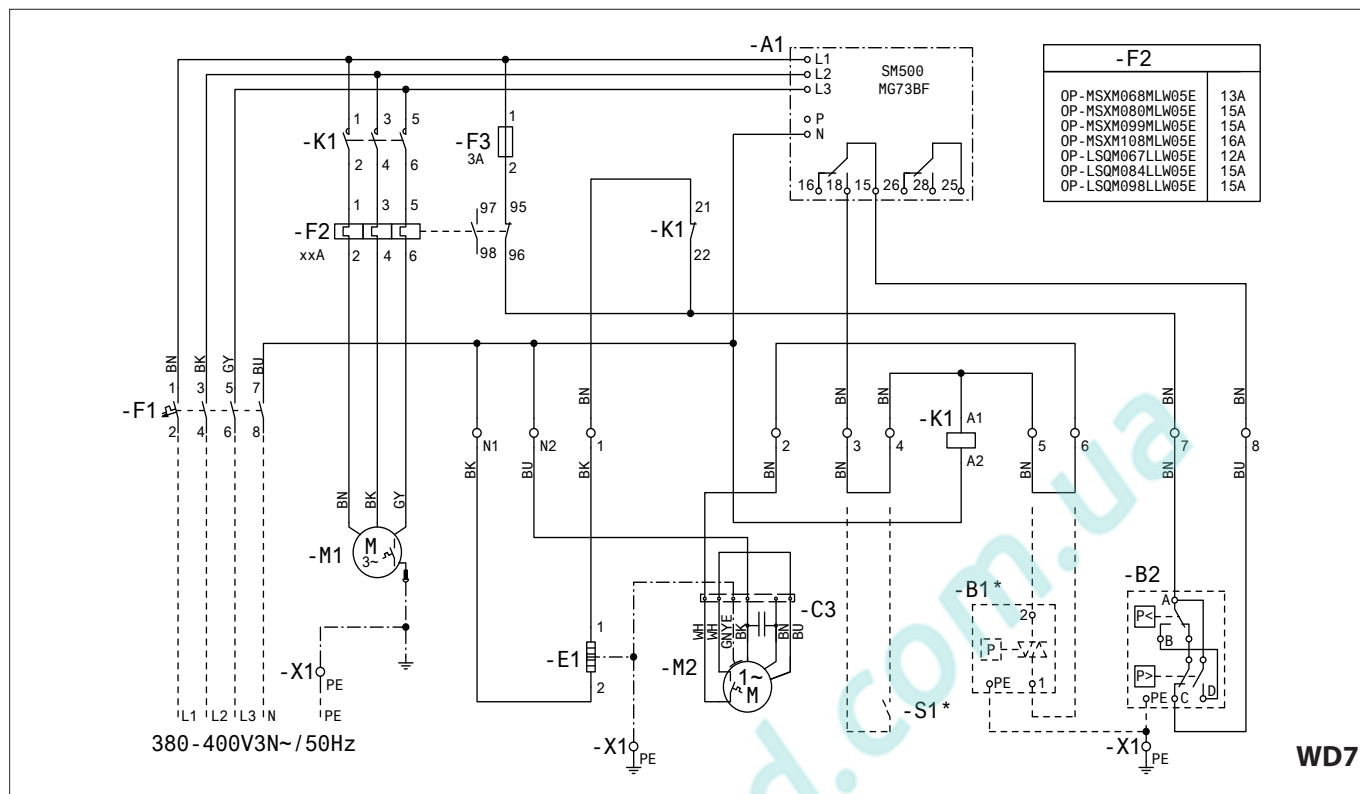 -A1
L1
L2
L3
P
N
SM500
MG73BF
16 18 15 26 28 25
-F2
OP-MSXM068MLW05E 13A
OP-MSXM080MLW05E 15A
OP-MSXM099MLW05E 15A
OP-MSXM108MLW05E 16A
OP-LSQM067LLW05E 12A
OP-LSQM084LLW05E 15A
OP-LSQM098LLW05E 15A
-K1
1 3 5
2 4 6
-F3
3A
1
2
-F2
xxA
1 3 5
2 4 6
97 95
98 96
-K1
21
22
BN BK GY BU
-F1
1 3 5 7
2 4 6 8
BN BN BN BN BN BN BN
N1 N2 1 2 3 4 5 6 7 8
BK BU BK BN BN BN BN BU
-K1
A1
A2
BN BK GY
-M1
M
3~
-X1
PE
PE
L1 L2 L3 N
380-400V3N~/50Hz
-E1
1
2
-C3
WH WH GNYE BK BN BU
-M2
1~
M
-X1
PE
-S1*
-B1*
P
2
PE
1
-B2
A
P<
B
P>
PE
C
D
-X1
PE
WD7
d.com.ua